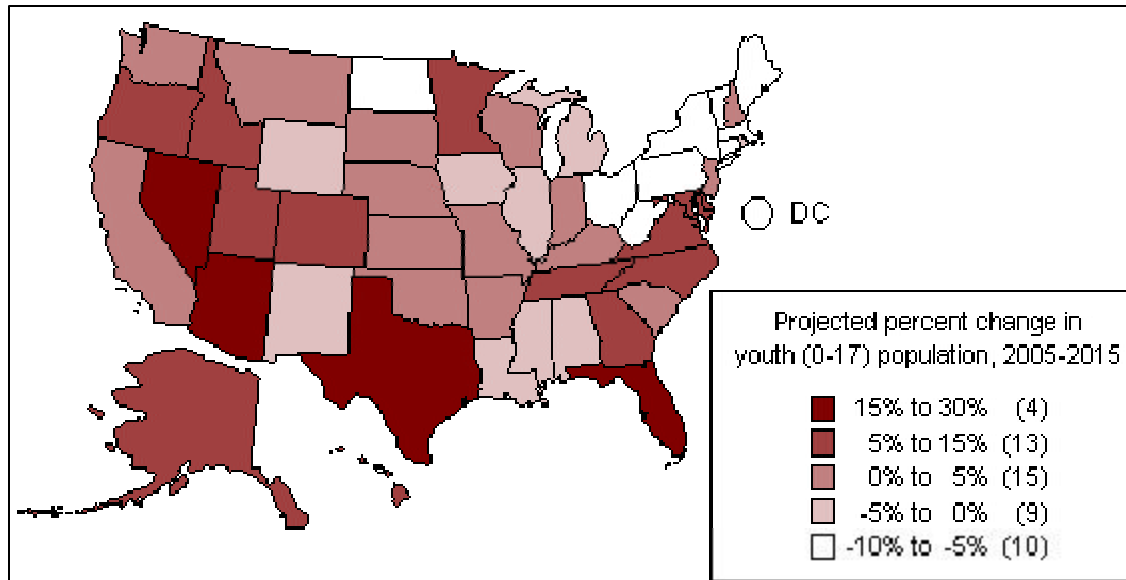 DC
Projected percent change in
youth (0-17) population, 2005-2015
15% to 30% (4)
5% to 15% (13)
0% to 5% (15)
-5% to 0% (9)
-10% to -5% (10)